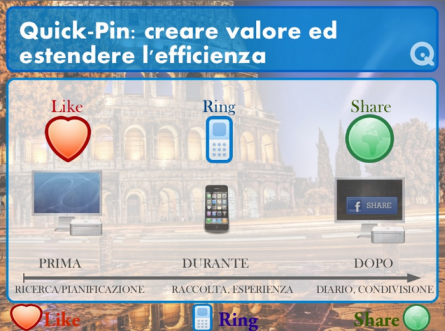 Quick-Pin: creare valore ed
estendere l'efficienza
Q
Like Ring Share
f SHARE
PRIMA DURANTE DOPO
RICERCA/PIANIFICAZIONE RACCOLTA, ESPERIENZA DIARIO, CONDIVISIONE
Like Ring Share